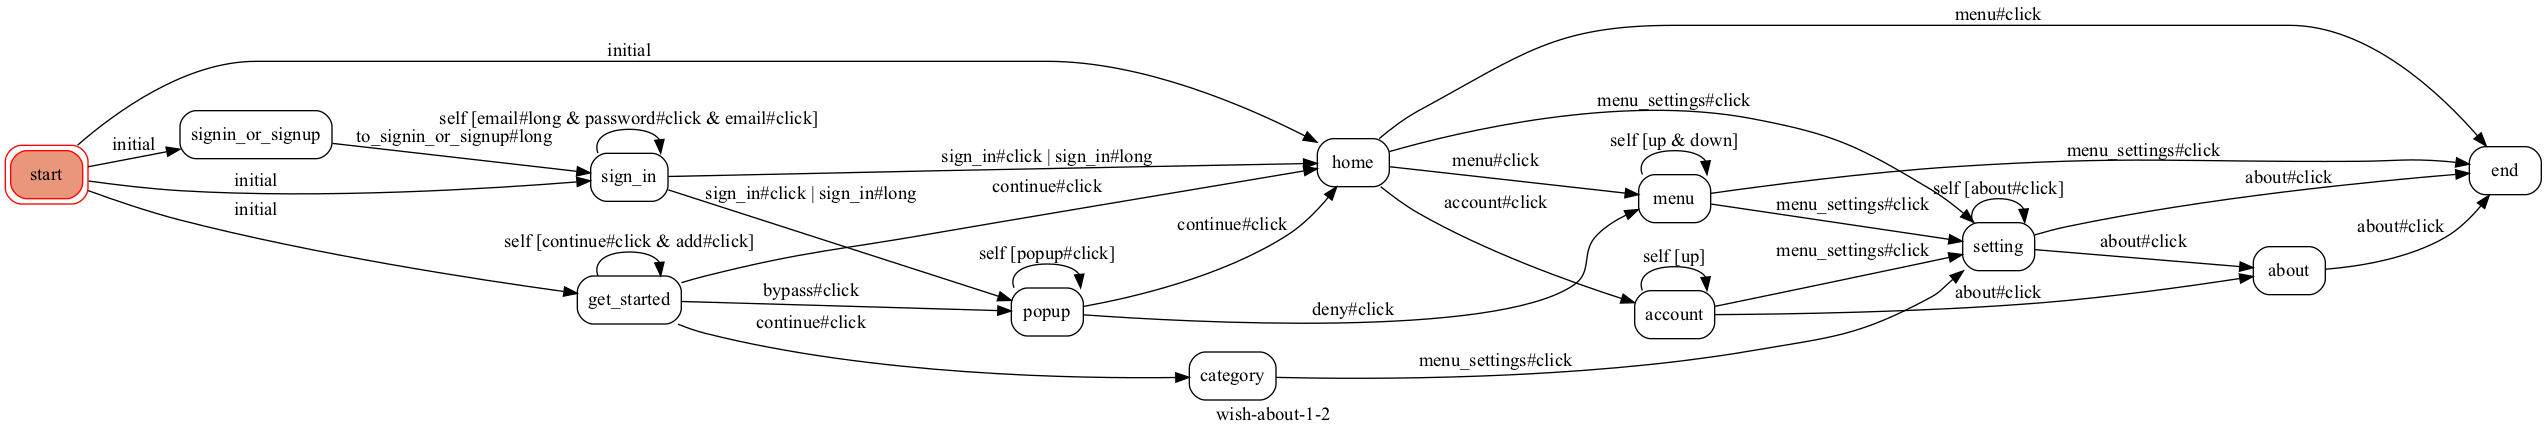 menu#click
initial
menu_settings#click
self [email#long & password#click & email#click]
signin_or_signup
to_signin_or_signup#long
initial
self [up & down]
sign_in#click | sign_in#long
home
menu#click
menu_settings#click
start
sign_in
end
initial
continue#click
about#click
self [about#click]
sign_in#click | sign_in#long
menu
menu_settings#click
initial
account#click
continue#click
about#click
self [continue#click & add#click]
about#click
self [popup#click]
self [up]
menu_settings#click
setting
about
get_started
bypass#click
about#click
popup
deny#click
account
continue#click
menu_settings#click
category
wish-about-1-2